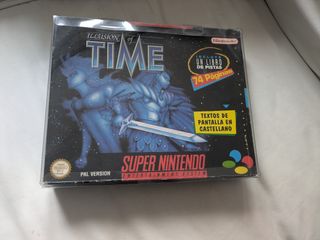 ILLUSION of
TIME
Nintendo
INCLUYE
UN LIBRO
DE PISTAS
74 Páginas
TEXTOS DE
PANTALLA EN
CASTELLANO
PAL VERSION
SUPER NINTENDO
ENTERTAINMENT SYSTEM